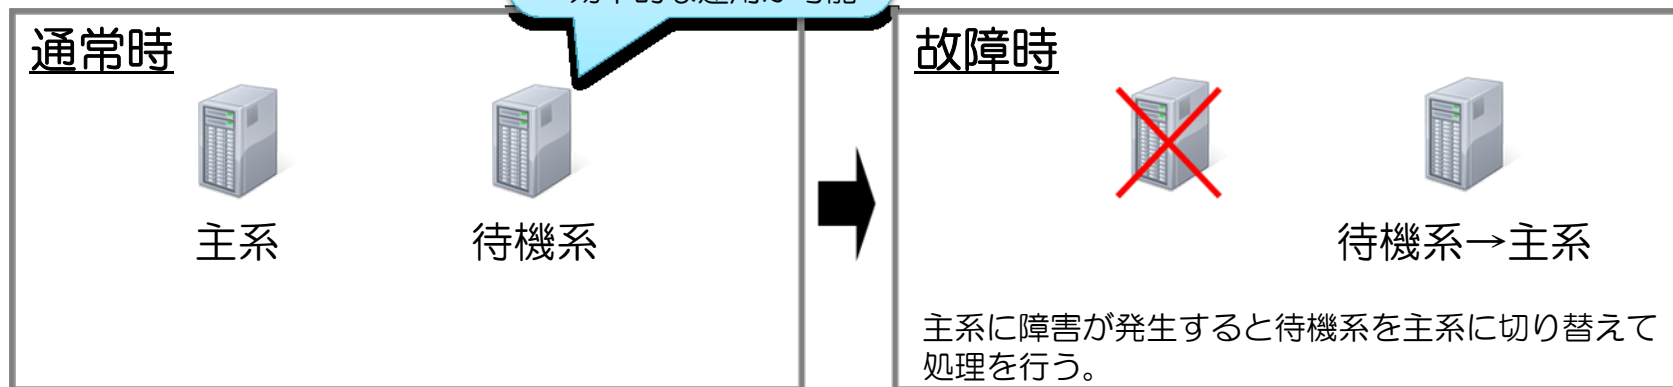 通常時
主系
待機系
故障時
待機系→主系
主系に障害が発生すると待機系を主系に切り替えて
処理を行う。